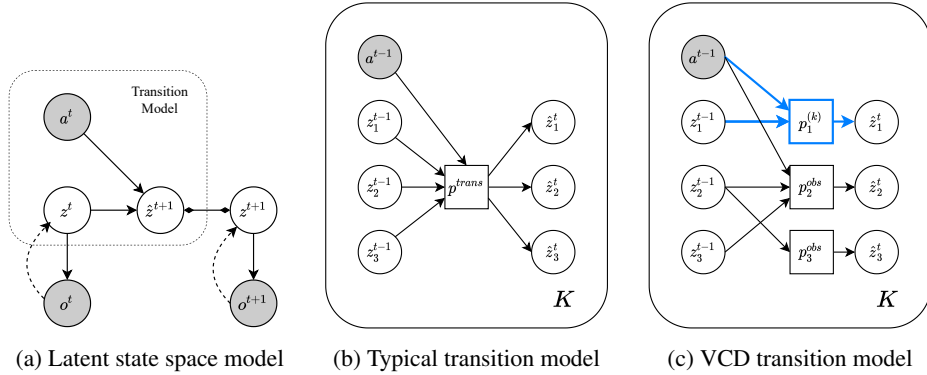 Transition
Model
a^t
z^t
ẑ^{t+1}
z^{t+1}
o^t
o^{t+1}
(a) Latent state space model
a^{t-1}
z_1^{t-1}
z_2^{t-1}
z_3^{t-1}
p^{trans}
ẑ_1^t
ẑ_2^t
ẑ_3^t
K
(b) Typical transition model
a^{t-1}
z_1^{t-1}
p_1^{(k)}
ẑ_1^t
z_2^{t-1}
p_2^{obs}
ẑ_2^t
z_3^{t-1}
p_3^{obs}
ẑ_3^t
K
(c) VCD transition model